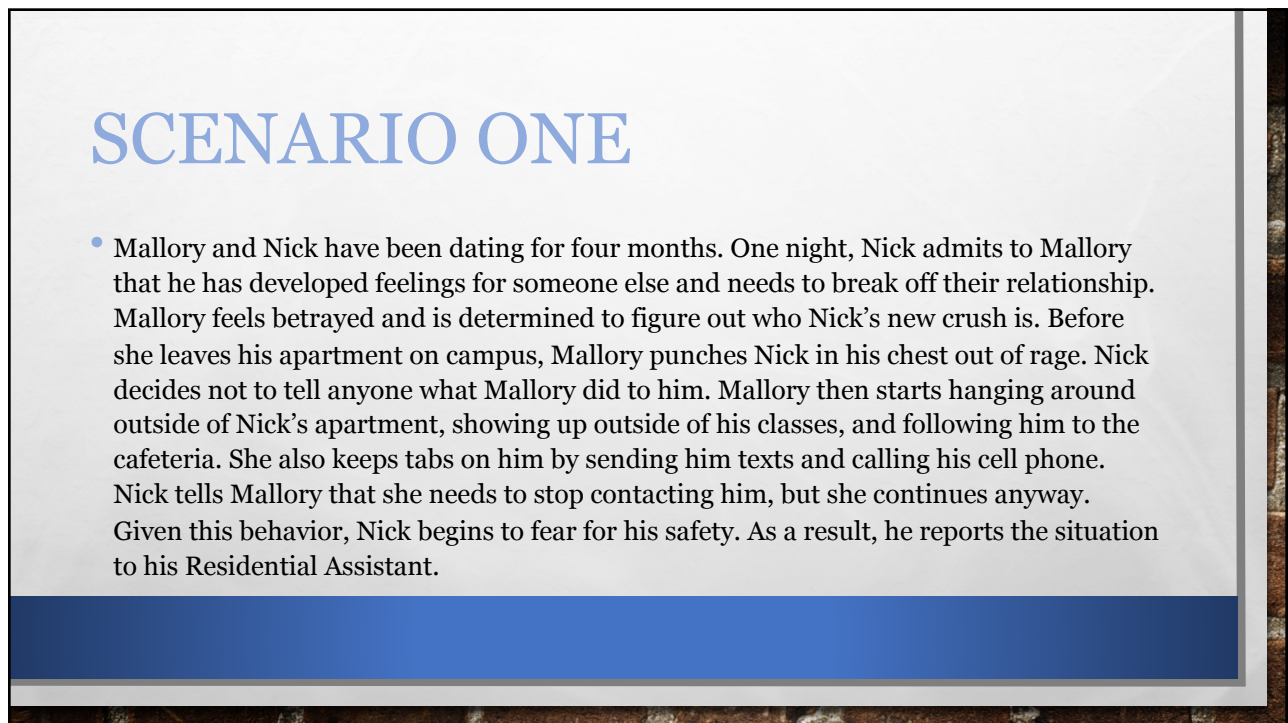 SCENARIO ONE
• Mallory and Nick have been dating for four months. One night, Nick admits to Mallory
that he has developed feelings for someone else and needs to break off their relationship.
Mallory feels betrayed and is determined to figure out who Nick’s new crush is. Before
she leaves his apartment on campus, Mallory punches Nick in his chest out of rage. Nick
decides not to tell anyone what Mallory did to him. Mallory then starts hanging around
outside of Nick’s apartment, showing up outside of his classes, and following him to the
cafeteria. She also keeps tabs on him by sending him texts and calling his cell phone.
Nick tells Mallory that she needs to stop contacting him, but she continues anyway.
Given this behavior, Nick begins to fear for his safety. As a result, he reports the situation
to his Residential Assistant.